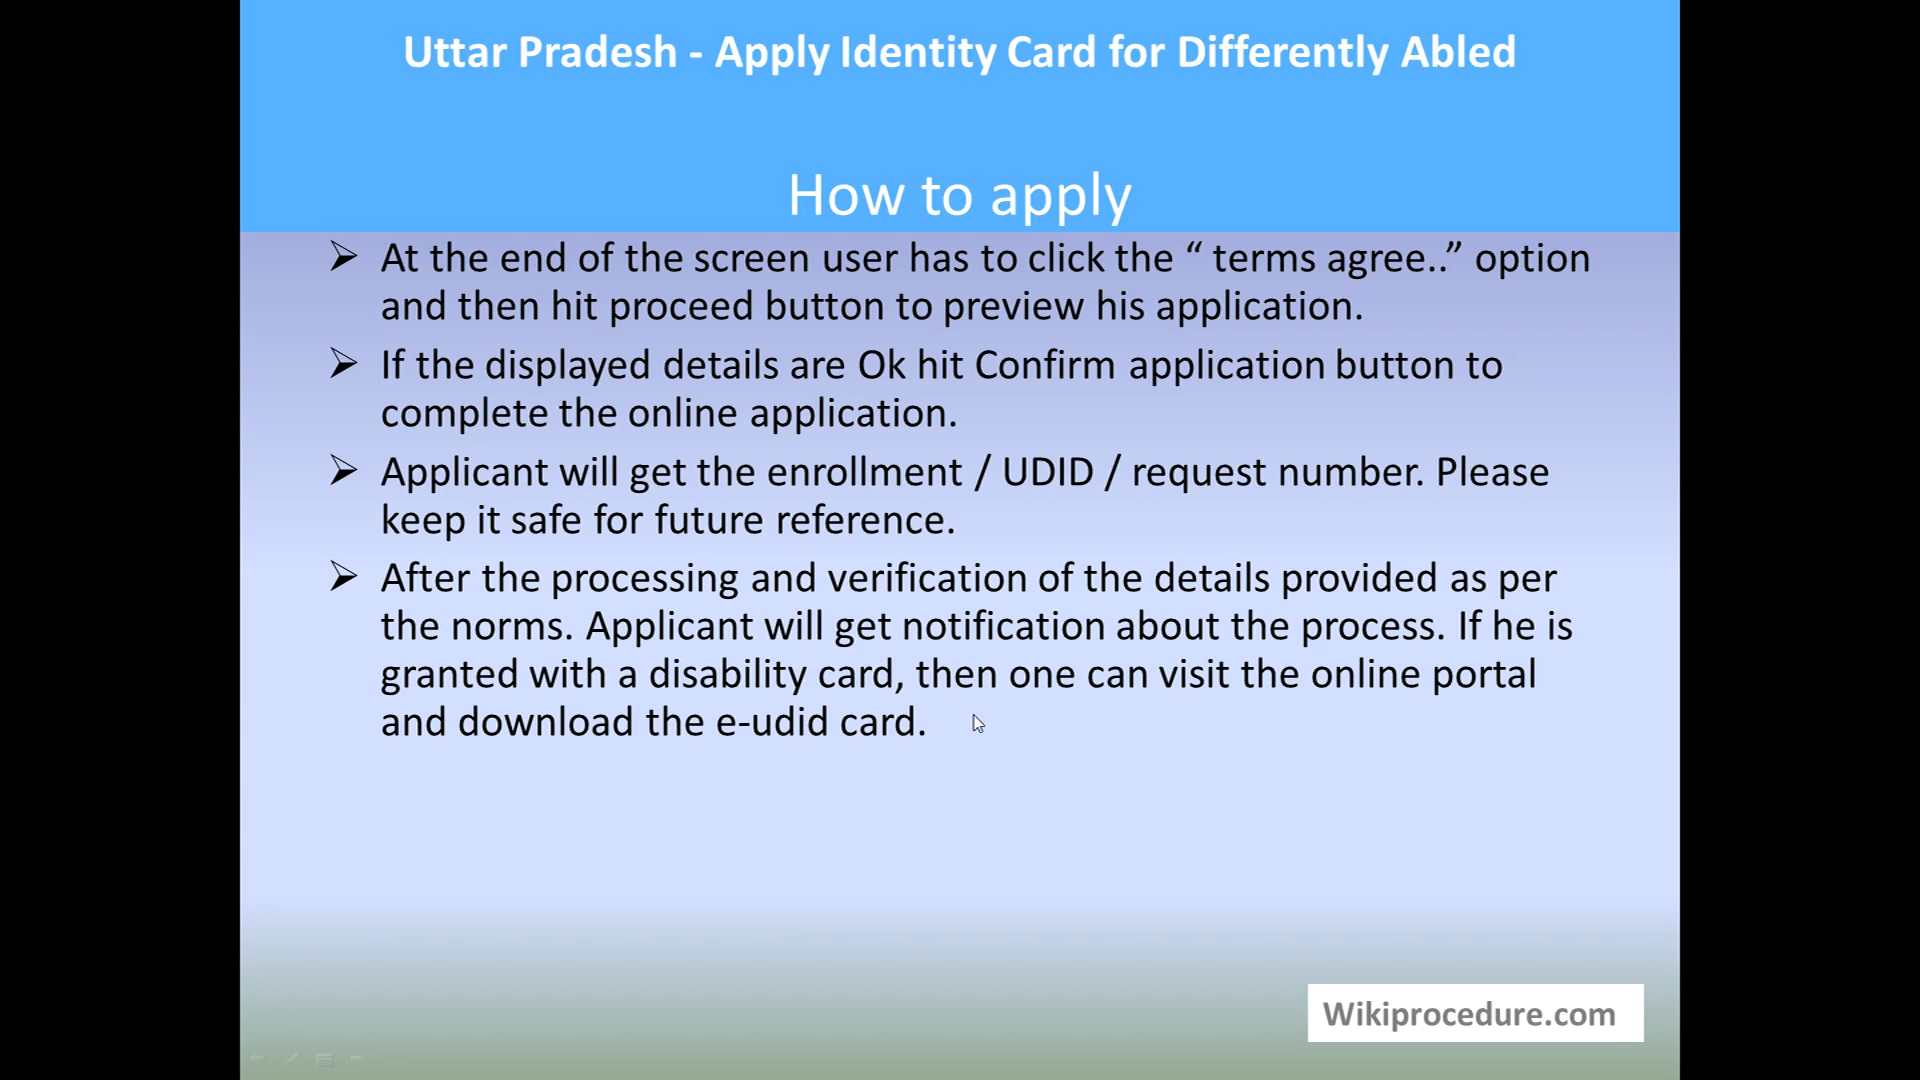 Uttar Pradesh - Apply Identity Card for Differently Abled
How to apply
➢ At the end of the screen user has to click the “ terms agree..” option
and then hit proceed button to preview his application.
➢ If the displayed details are Ok hit Confirm application button to
complete the online application.
➢ Applicant will get the enrollment / UDID / request number. Please
keep it safe for future reference.
➢ After the processing and verification of the details provided as per
the norms. Applicant will get notification about the process. If he is
granted with a disability card, then one can visit the online portal
and download the e-udid card.
Wikiprocedure.com